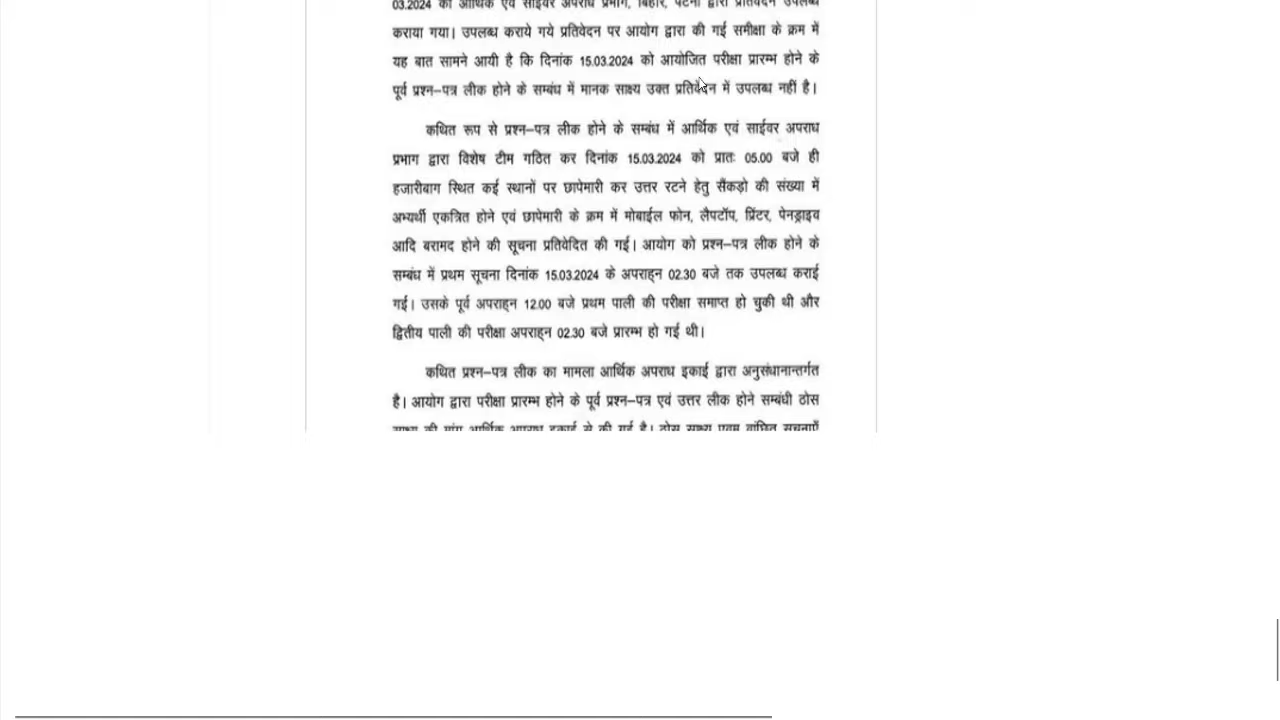 03.2024 को आर्थिक एवं साईबर अपराध प्रभाग, बिहार, पटना द्वारा प्रतिवेदन उपलब्ध
कराया गया। उपलब्ध कराये गये प्रतिवेदन पर आयोग द्वारा की गई समीक्षा के क्रम में
यह बात सामने आयी है कि दिनांक 15.03.2024 को आयोजित परीक्षा प्रारम्भ होने के
पूर्व प्रश्न–पत्र लीक होने के सम्बंध में मानक साक्ष्य उक्त प्रतिवेदन में उपलब्ध नहीं है।
कथित रूप से प्रश्न–पत्र लीक होने के सम्बंध में आर्थिक एवं साईवर अपराध
प्रभाग द्वारा विशेष टीम गठित कर दिनांक 15.03.2024 को प्रातः 05.00 बजे ही
हजारीबाग स्थित कई स्थानों पर छापेमारी कर उत्तर रटने हेतु सैंकड़ो की संख्या में
अभ्यर्थी एकत्रित होने एवं छापेमारी के क्रम में मोबाईल फोन, लैपटॉप, प्रिंटर, पेनड्राइव
आदि बरामद होने की सूचना प्रतिवेदित की गई। आयोग को प्रश्न–पत्र लीक होने के
सम्बंध में प्रथम सूचना दिनांक 15.03.2024 के अपराह्न 02.30 बजे तक उपलब्ध कराई
गई। उसके पूर्व अपराह्न 12.00 बजे प्रथम पाली की परीक्षा समाप्त हो चुकी थी और
द्वितीय पाली की परीक्षा अपराह्न 02.30 बजे प्रारम्भ हो गई थी।
कथित प्रश्न–पत्र लीक का मामला आर्थिक अपराध इकाई द्वारा अनुसंधानान्तर्गत
है। आयोग द्वारा परीक्षा प्रारम्भ होने के पूर्व प्रश्न–पत्र एवं उत्तर लीक होने सम्बंधी ठोस
साक्ष्य की मांग आर्थिक अपराध इकाई से की गई है। ठोस साक्ष्य एवम वांछित सूचनाएँ